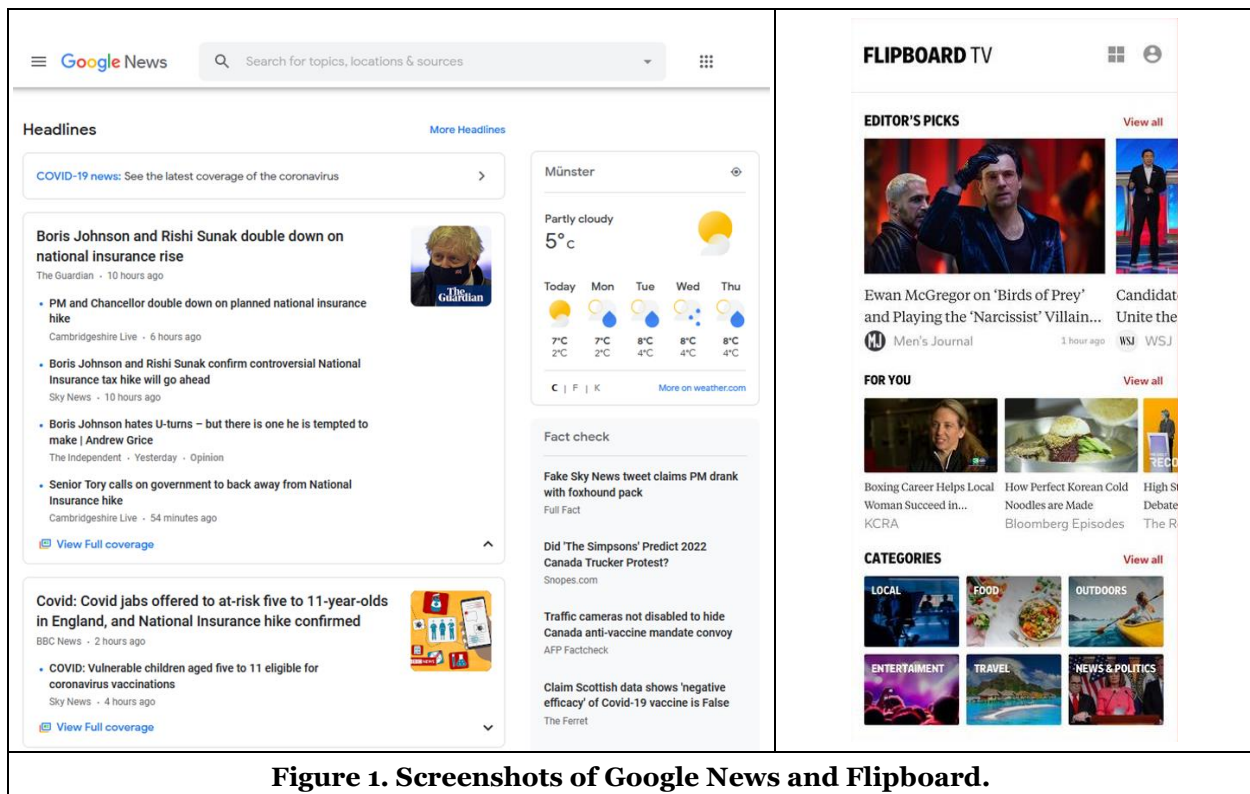 Google News
Search for topics, locations & sources
Headlines
More Headlines
COVID-19 news: See the latest coverage of the coronavirus
Boris Johnson and Rishi Sunak double down on
national insurance rise
The Guardian • 10 hours ago
The
Guardian
• PM and Chancellor double down on planned national insurance
hike
Cambridgeshire Live • 6 hours ago
• Boris Johnson and Rishi Sunak confirm controversial National
Insurance tax hike will go ahead
Sky News • 10 hours ago
• Boris Johnson hates U-turns – but there is one he is tempted to
make | Andrew Grice
The Independent • Yesterday • Opinion
• Senior Tory calls on government to back away from National
Insurance hike
Cambridgeshire Live • 54 minutes ago
View Full coverage
Covid: Covid jabs offered to at-risk five to 11-year-olds
in England, and National Insurance hike confirmed
BBC News • 2 hours ago
• COVID: Vulnerable children aged five to 11 eligible for
coronavirus vaccinations
Sky News • 4 hours ago
View Full coverage
Münster
Partly cloudy
5°C
Today Mon Tue Wed Thu
7°C 7°C 8°C 8°C 8°C
2°C 2°C 4°C 4°C 4°C
C | F | K
More on weather.com
Fact check
Fake Sky News tweet claims PM drank
with foxhound pack
Full Fact
Did 'The Simpsons' Predict 2022
Canada Trucker Protest?
Snopes.com
Traffic cameras not disabled to hide
Canada anti-vaccine mandate convoy
AFP Factcheck
Claim Scottish data shows 'negative
efficacy' of Covid-19 vaccine is False
The Ferret
FLIPBOARD TV
EDITOR'S PICKS
View all
Ewan McGregor on ‘Birds of Prey’
and Playing the ‘Narcissist’ Villain...
MJ Men's Journal 1 hour ago
Candidat
Unite the
WSJ WSJ
FOR YOU
View all
Boxing Career Helps Local
Woman Succeed in...
KCRA
How Perfect Korean Cold
Noodles are Made
Bloomberg Episodes
RECO
High S
Debate
The R
CATEGORIES
View all
LOCAL
FOOD
OUTDOORS
ENTERTAIMENT
TRAVEL
NEWS & POLITICS
Figure 1. Screenshots of Google News and Flipboard.